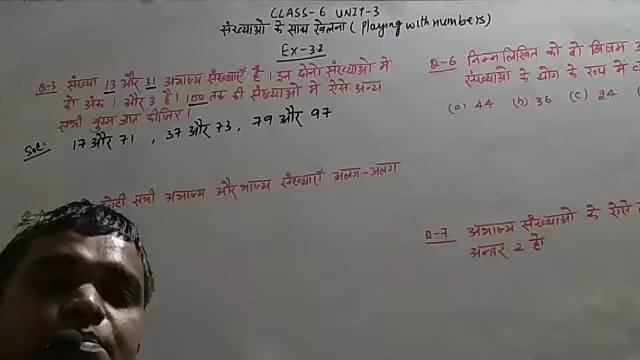 CLASS-6 UNIT-3
संख्याओ के साथ खेलना ( Playing with numbers)
Ex-3.2
Q-3 संख्या 13 और 31 अभाज्य संख्याएँ है। इन दोनो संख्याओ में
दो अंक 1 और 3 है। 100 तक की संख्याओ में ऐसे अन्य
सभी युग्म ज्ञात कीजिए।
Sol: 17 और 71 , 37 और 73, 79 और 97
सभी अभाज्य और भाज्य संख्याएँ अलग-अलग
Q-6 निम्नलिखित को दो विषम अ
संख्याओ के योग के रूप में
(a) 44 (b) 36 (c) 24 (
Q-7 अभाज्य संख्याओ के ऐसे
अन्तर 2 हो